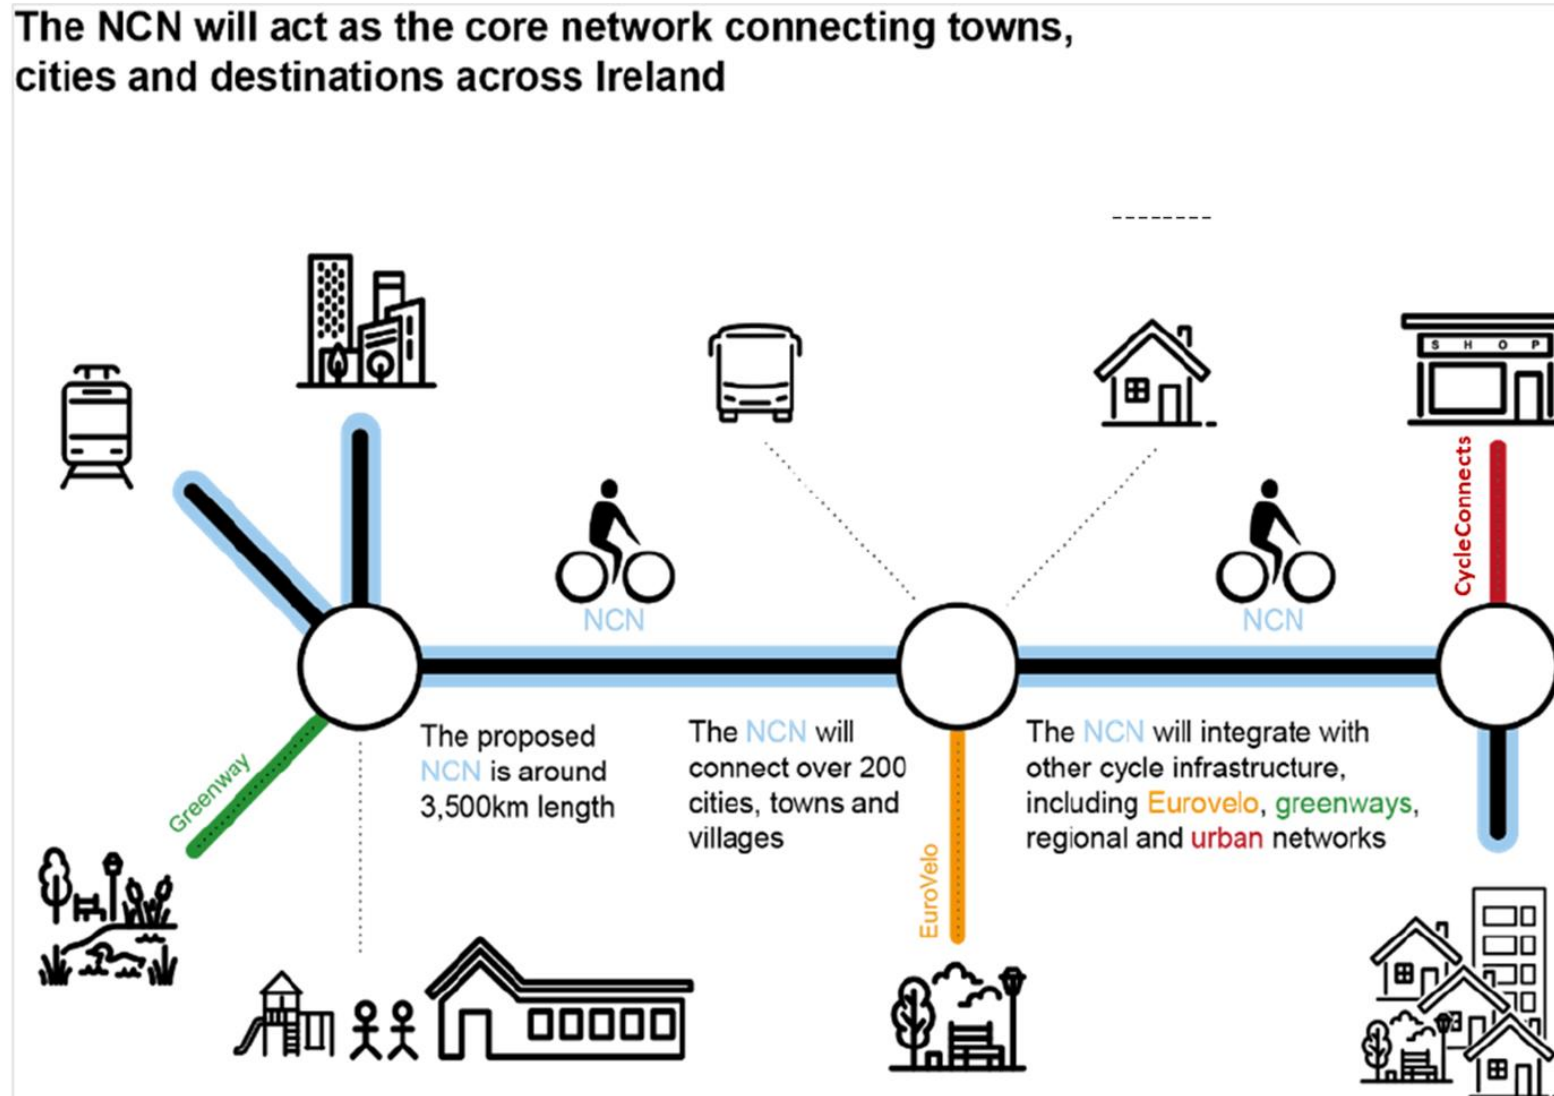 The NCN will act as the core network connecting towns,
cities and destinations across Ireland
SHOP
CycleConnects
NCN
NCN
Greenway
The proposed
NCN is around
3,500km length
The NCN will
connect over 200
cities, towns and
villages
The NCN will integrate with
other cycle infrastructure,
including Eurovelo, greenways,
regional and urban networks
EuroVelo